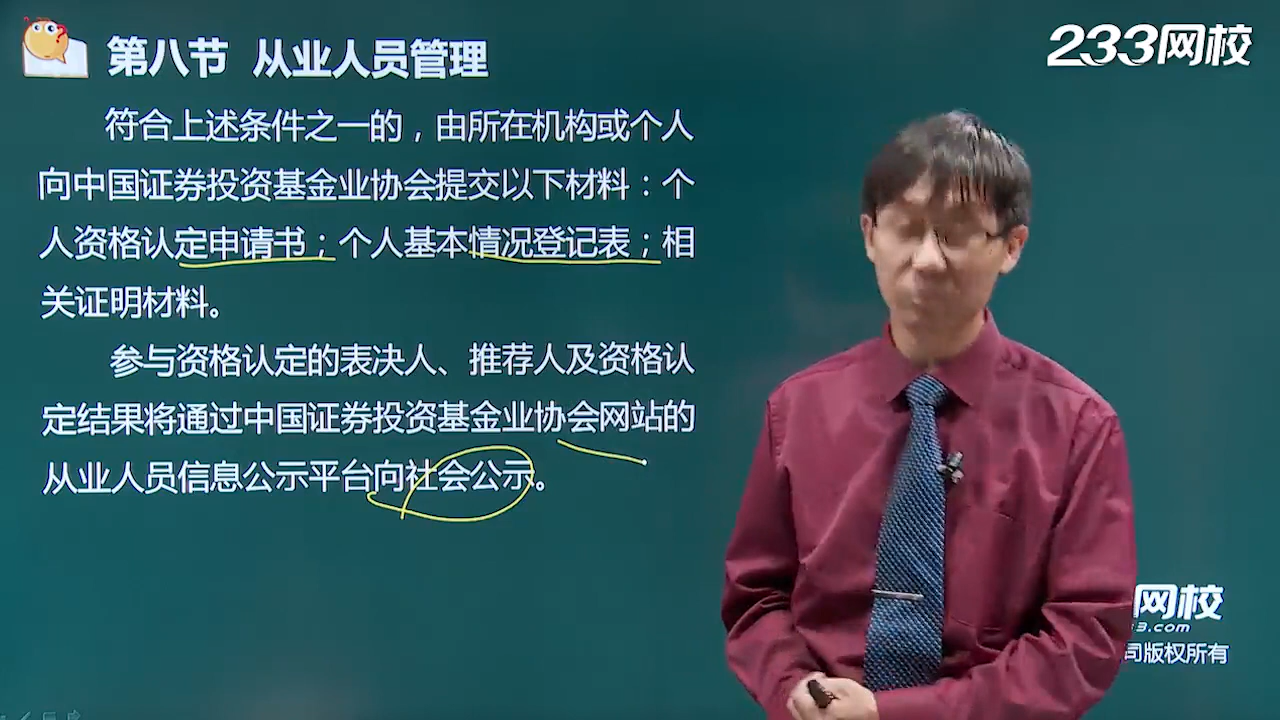 第八节 从业人员管理
233网校
符合上述条件之一的，由所在机构或个人
向中国证券投资基金业协会提交以下材料：个
人资格认定申请书；个人基本情况登记表；相
关证明材料。
参与资格认定的表决人、推荐人及资格认
定结果将通过中国证券投资基金业协会网站的
从业人员信息公示平台向社会公示。
网校
3.com
司版权所有